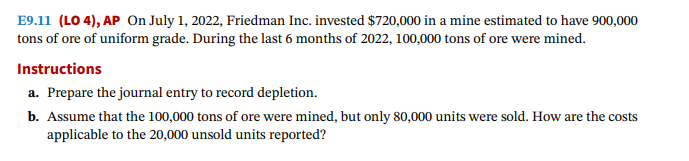 E9.11 (LO 4), AP On July 1, 2022, Friedman Inc. invested $720,000 in a mine estimated to have 900,000
tons of ore of uniform grade. During the last 6 months of 2022, 100,000 tons of ore were mined.
Instructions
a. Prepare the journal entry to record depletion.
b. Assume that the 100,000 tons of ore were mined, but only 80,000 units were sold. How are the costs
applicable to the 20,000 unsold units reported?